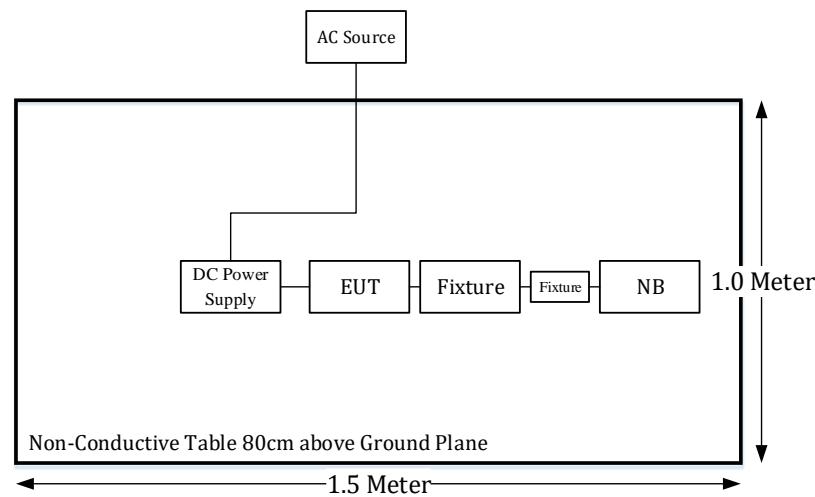 AC Source
DC Power
Supply
EUT
Fixture
Fixture
NB
1.0 Meter
Non-Conductive Table 80cm above Ground Plane
1.5 Meter